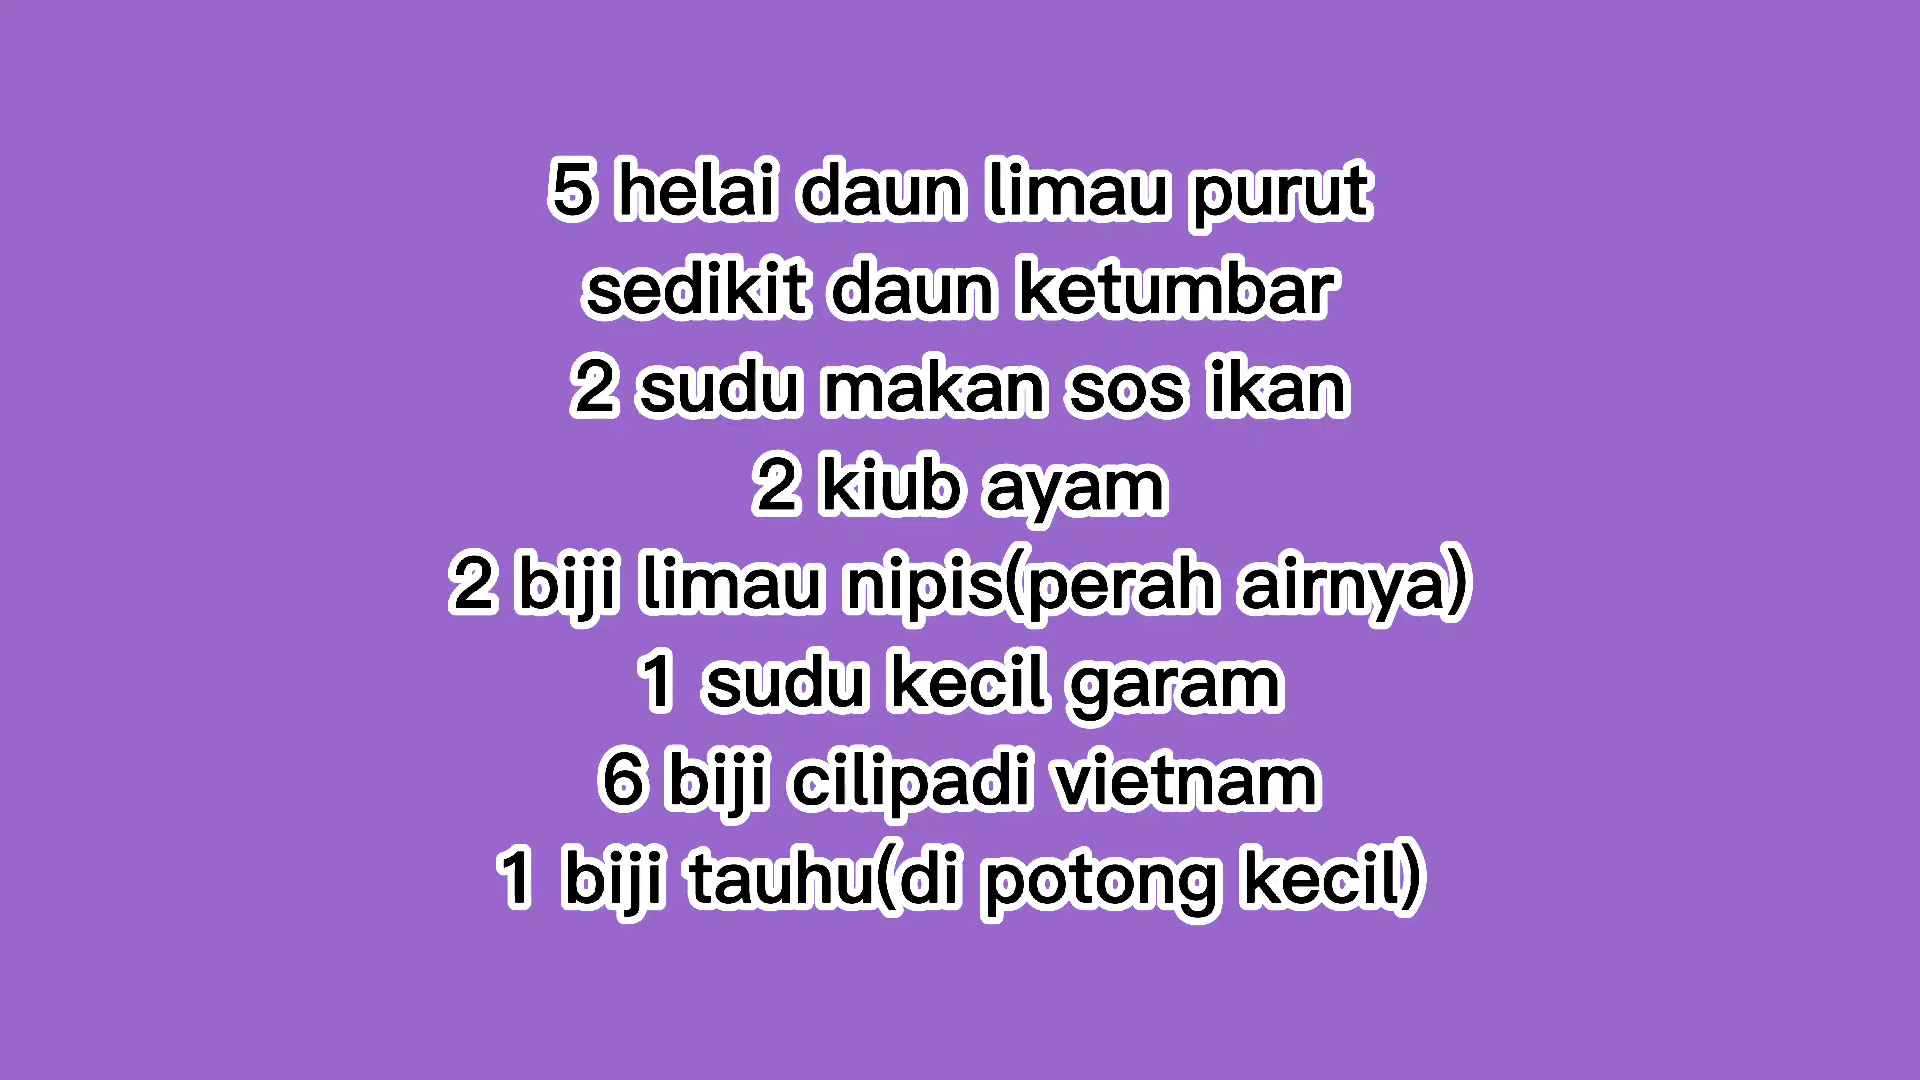 5 helai daun limau purut
sedikit daun ketumbar
2 sudu makan sos ikan
2 kiub ayam
2 biji limau nipis(perah airnya)
1 sudu kecil garam
6 biji cilipadi vietnam
1 biji tauhu(di potong kecil)